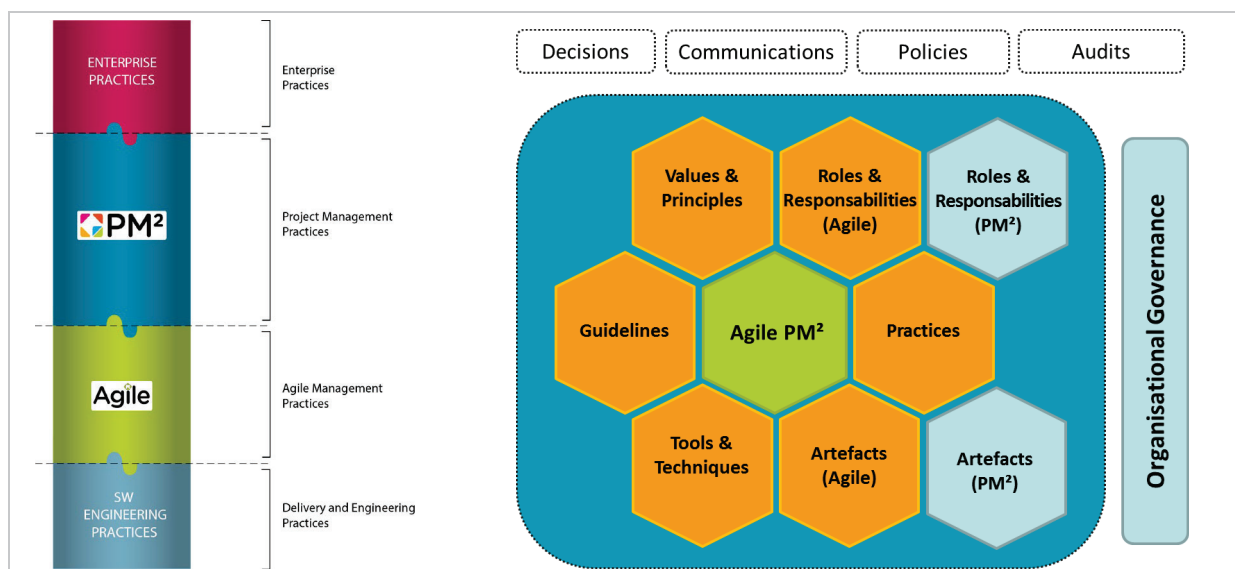 ENTERPRISE
PRACTICES
Enterprise
Practices
PM²
Project Management
Practices
Agile
Agile Management
Practices
SW
ENGINEERING
PRACTICES
Delivery and Engineering
Practices
Decisions
Communications
Policies
Audits
Values &
Principles
Roles &
Responsabilities
(Agile)
Roles &
Responsabilities
(PM²)
Guidelines
Agile PM²
Practices
Tools &
Techniques
Artefacts
(Agile)
Artefacts
(PM²)
Organisational Governance